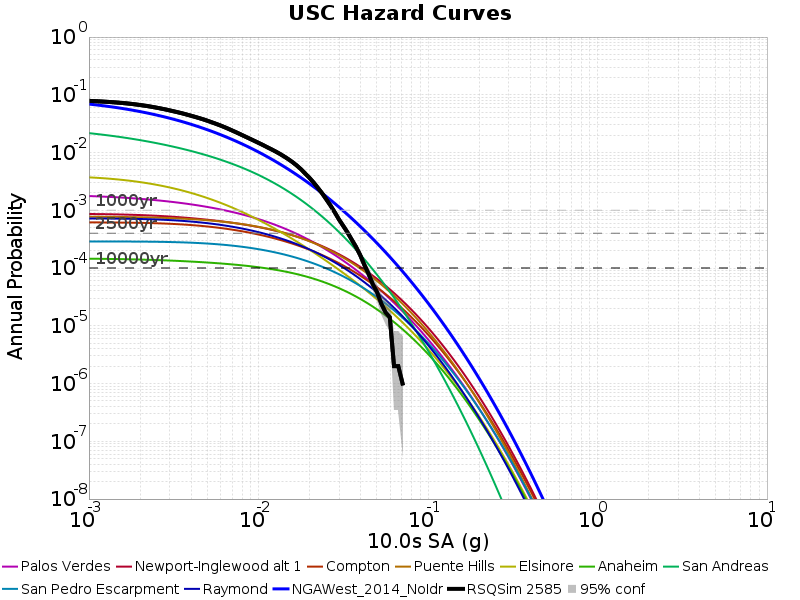 USC Hazard Curves
Annual Probability
10^0
10^-1
10^-2
10^-3
10^-4
10^-5
10^-6
10^-7
10^-8
1000yr
2500yr
10000yr
10^-3 10^-2 10^-1 10^0 10^1
10.0s SA (g)
Palos Verdes Newport-Inglewood alt 1 Compton Puente Hills Elsinore Anaheim San Andreas
San Pedro Escarpment Raymond NGAWest_2014_NoIdr RSQSim 2585 95% conf